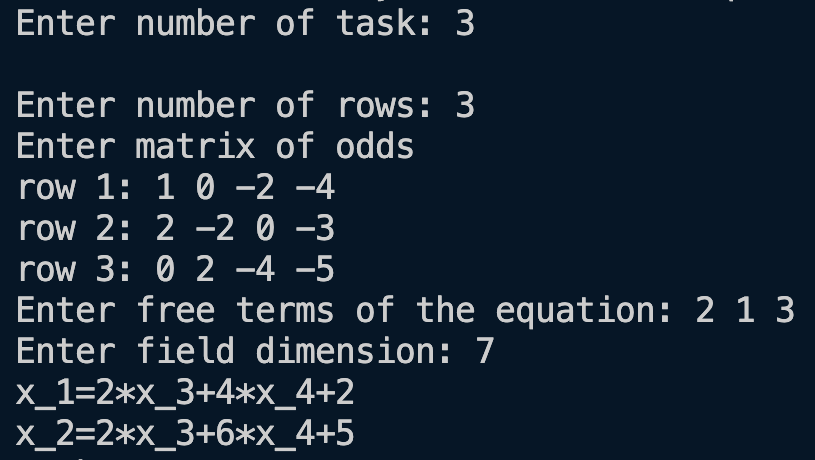 Enter number of task: 3
Enter number of rows: 3
Enter matrix of odds
row 1: 1 0 -2 -4
row 2: 2 -2 0 -3
row 3: 0 2 -4 -5
Enter free terms of the equation: 2 1 3
Enter field dimension: 7
x_1=2*x_3+4*x_4+2
x_2=2*x_3+6*x_4+5